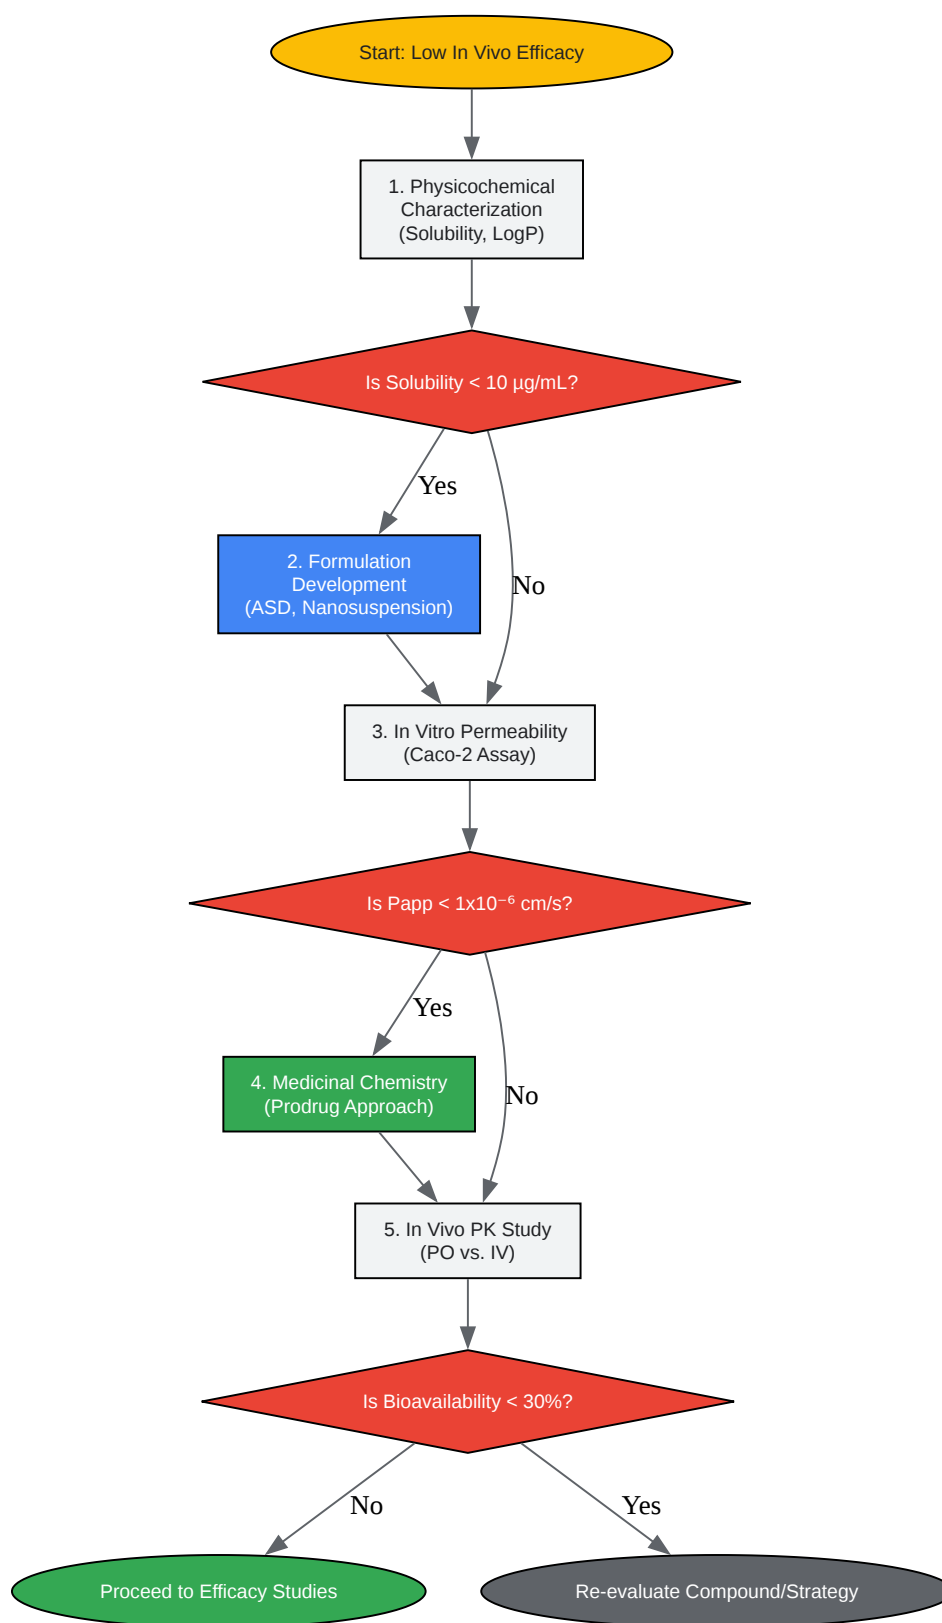 Start: Low In Vivo Efficacy
1. Physicochemical
Characterization
(Solubility, LogP)
Is Solubility < 10 µg/mL?
Yes
2. Formulation
Development
(ASD, Nanosuspension)
No
3. In Vitro Permeability
(Caco-2 Assay)
Is Papp < 1x10⁻⁶ cm/s?
Yes
4. Medicinal Chemistry
(Prodrug Approach)
No
5. In Vivo PK Study
(PO vs. IV)
Is Bioavailability < 30%?
No
Yes
Proceed to Efficacy Studies
Re-evaluate Compound/Strategy